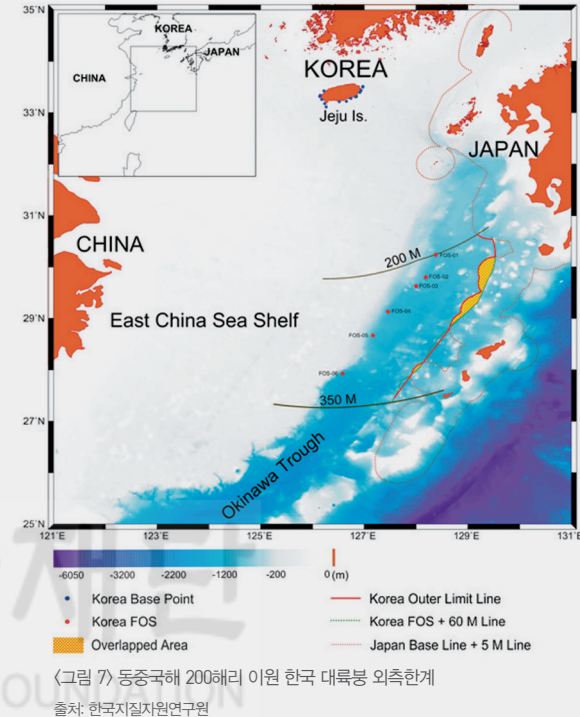 35°N
33°N
31°N
29°N
27°N
25°N
121°E
123°E
125°E
127°E
129°E
131°E
KOREA
JAPAN
CHINA
KOREA
Jeju Is.
JAPAN
CHINA
200 M
FOS-01
FOS-02
FOS-03
FOS-04
FOS-05
FOS-06
East China Sea Shelf
350 M
Okinawa Trough
-6050 -3200 -2200 -1200 -200 0 (m)
Korea Base Point
Korea FOS
Overlapped Area
Korea Outer Limit Line
Korea FOS + 60 M Line
Japan Base Line + 5 M Line
<그림 7> 동중국해 200해리 이원 한국 대륙붕 외측한계
출처: 한국지질자원연구원
재단
OUNDATION